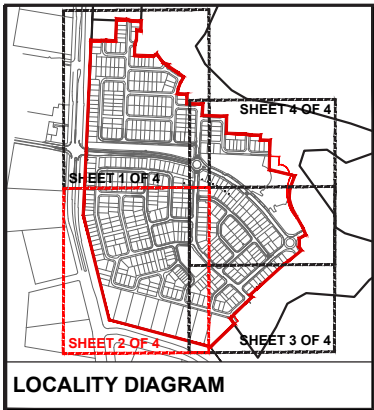 SHEET 4 OF 4
SHEET 1 OF 4
SHEET 2 OF 4
SHEET 3 OF 4
LOCALITY DIAGRAM